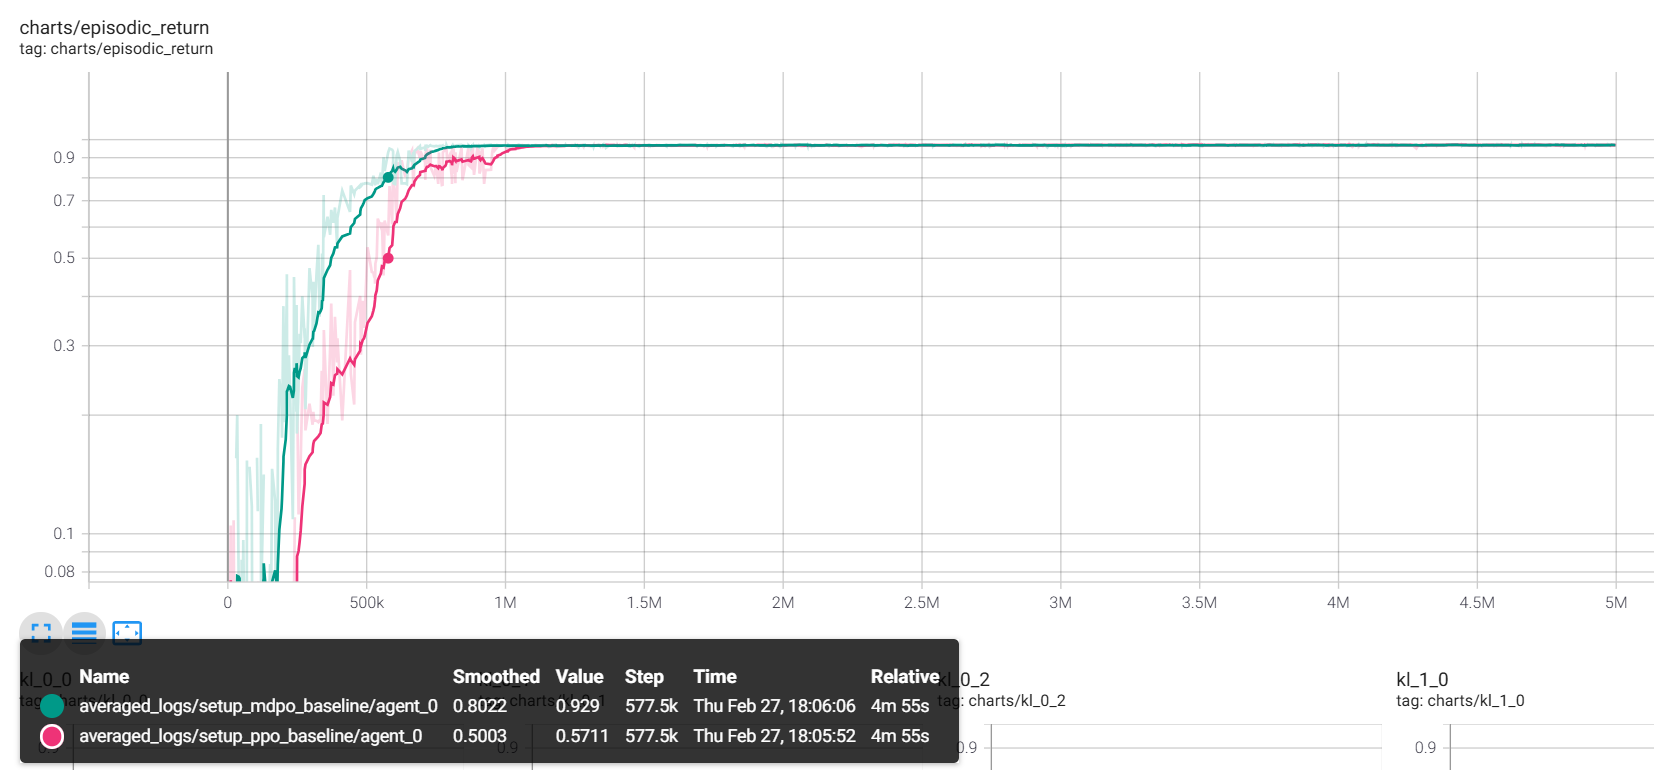 charts/episodic_return
tag: charts/episodic_return
0.9
0.7
0.5
0.3
0.1
0.08
0 500k 1M 1.5M 2M 2.5M 3M 3.5M 4M 4.5M 5M
Name Smoothed Value Step Time Relative
averaged_logs/setup_mdpo_baseline/agent_0 0.8022 0.929 577.5k Thu Feb 27, 18:06:06 4m 55s
averaged_logs/setup_ppo_baseline/agent_0 0.5003 0.5711 577.5k Thu Feb 27, 18:05:52 4m 55s
kl_0_0
tag: charts/kl_0_0
0.9
0.9
kl_0_2
tag: charts/kl_0_2
0.9
kl_1_0
tag: charts/kl_1_0
0.9